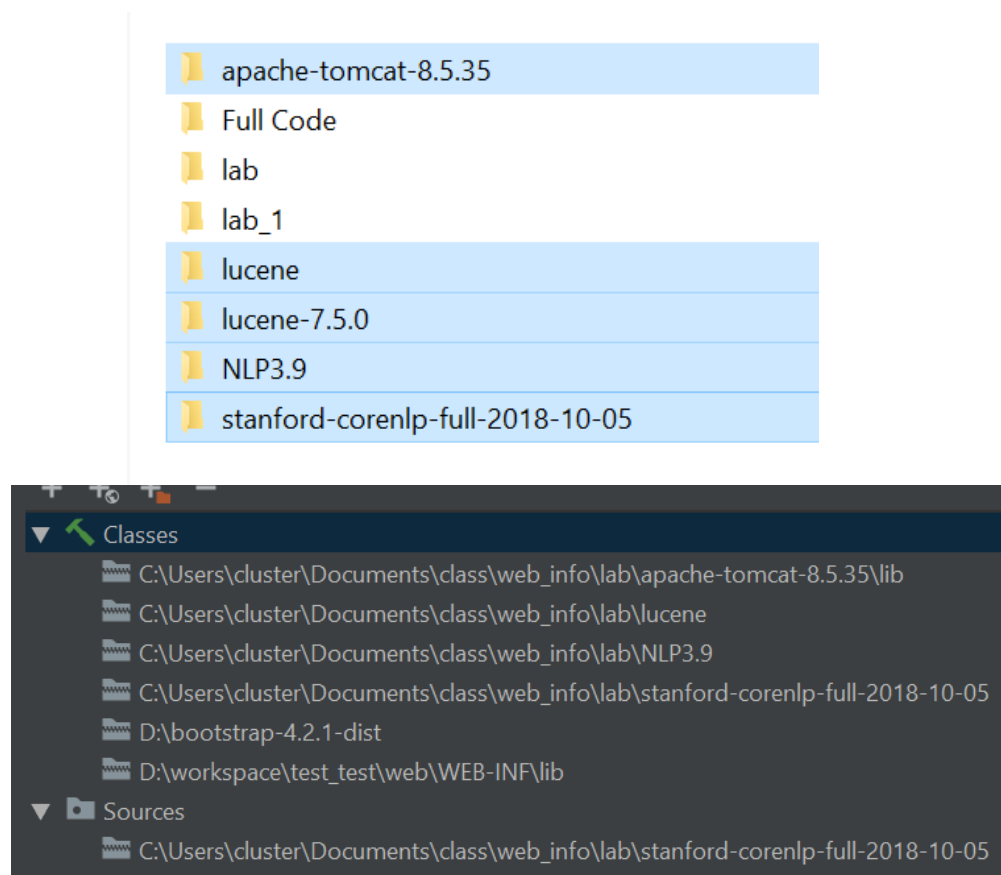 apache-tomcat-8.5.35
Full Code
lab
lab_1
lucene
lucene-7.5.0
NLP3.9
stanford-corenlp-full-2018-10-05
Classes
C:\Users\cluster\Documents\class\web_info\lab\apache-tomcat-8.5.35\lib
C:\Users\cluster\Documents\class\web_info\lab\lucene
C:\Users\cluster\Documents\class\web_info\lab\NLP3.9
C:\Users\cluster\Documents\class\web_info\lab\stanford-corenlp-full-2018-10-05
D:\bootstrap-4.2.1-dist
D:\workspace\test_test\web\WEB-INF\lib
Sources
C:\Users\cluster\Documents\class\web_info\lab\stanford-corenlp-full-2018-10-05